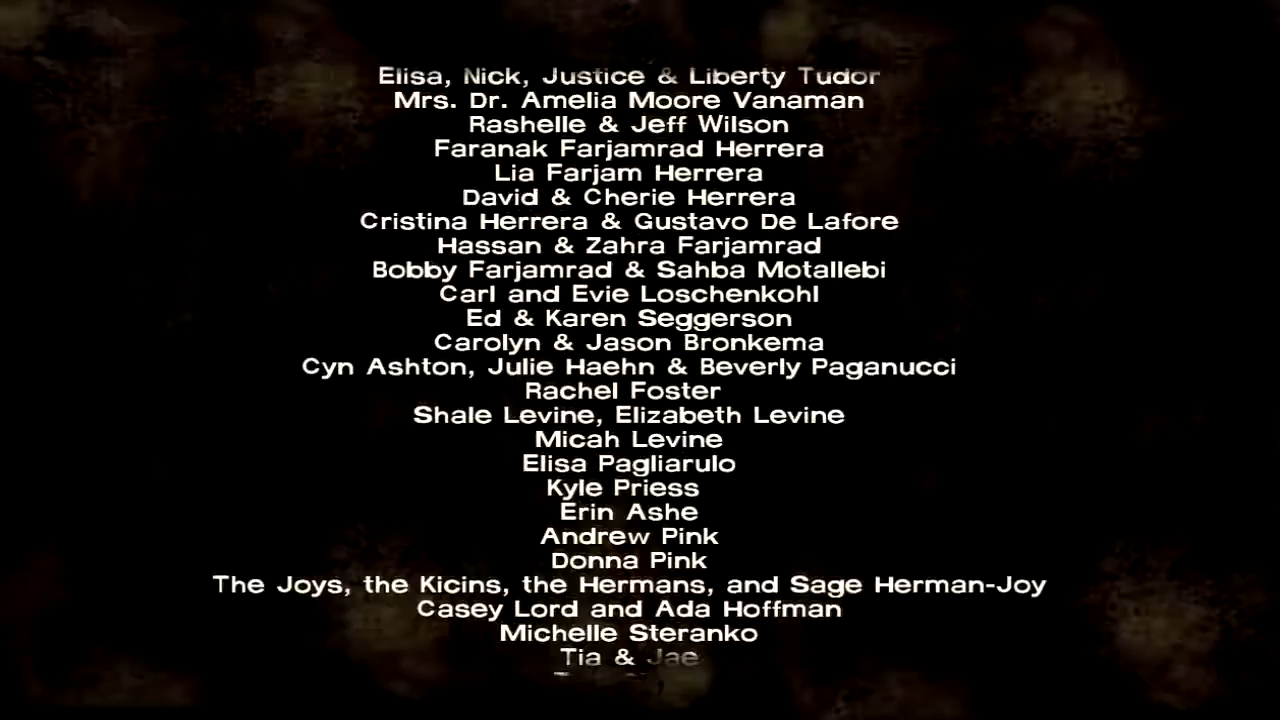 Elisa, Nick, Justice & Liberty Tudor
Mrs. Dr. Amelia Moore Vanaman
Rashelle & Jeff Wilson
Faranak Farjamrad Herrera
Lia Farjam Herrera
David & Cherie Herrera
Cristina Herrera & Gustavo De Lafore
Hassan & Zahra Farjamrad
Bobby Farjamrad & Sahba Motallebi
Carl and Evie Loschenkohl
Ed & Karen Seggerson
Carolyn & Jason Bronkema
Cyn Ashton, Julie Haehn & Beverly Paganucci
Rachel Foster
Shale Levine, Elizabeth Levine
Micah Levine
Elisa Pagliarulo
Kyle Priess
Erin Ashe
Andrew Pink
Donna Pink
The Joys, the Kicins, the Hermans, and Sage Herman-Joy
Casey Lord and Ada Hoffman
Michelle Steranko
Tia & Jae